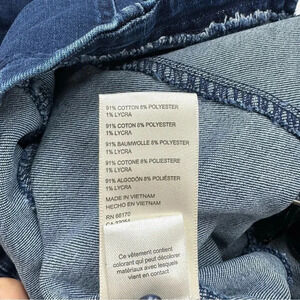 91% COTTON 8% POLYESTER
1% LYCRA
91% COTON 8% POLYESTER
1% LYCRA
91% BAUMWOLLE 8% POLYESTER
1% LYCRA
91% COTONE 8% POLIESTERE
1% LYCRA
91% ALGODÓN 8% POLIÉSTER
1% LYCRA
MADE IN VIETNAM
HECHO EN VIETNAM
RN 66170
Ce vêtement contient
colorant qui peut décolorer
matériaux avec lesquels
vient en contact